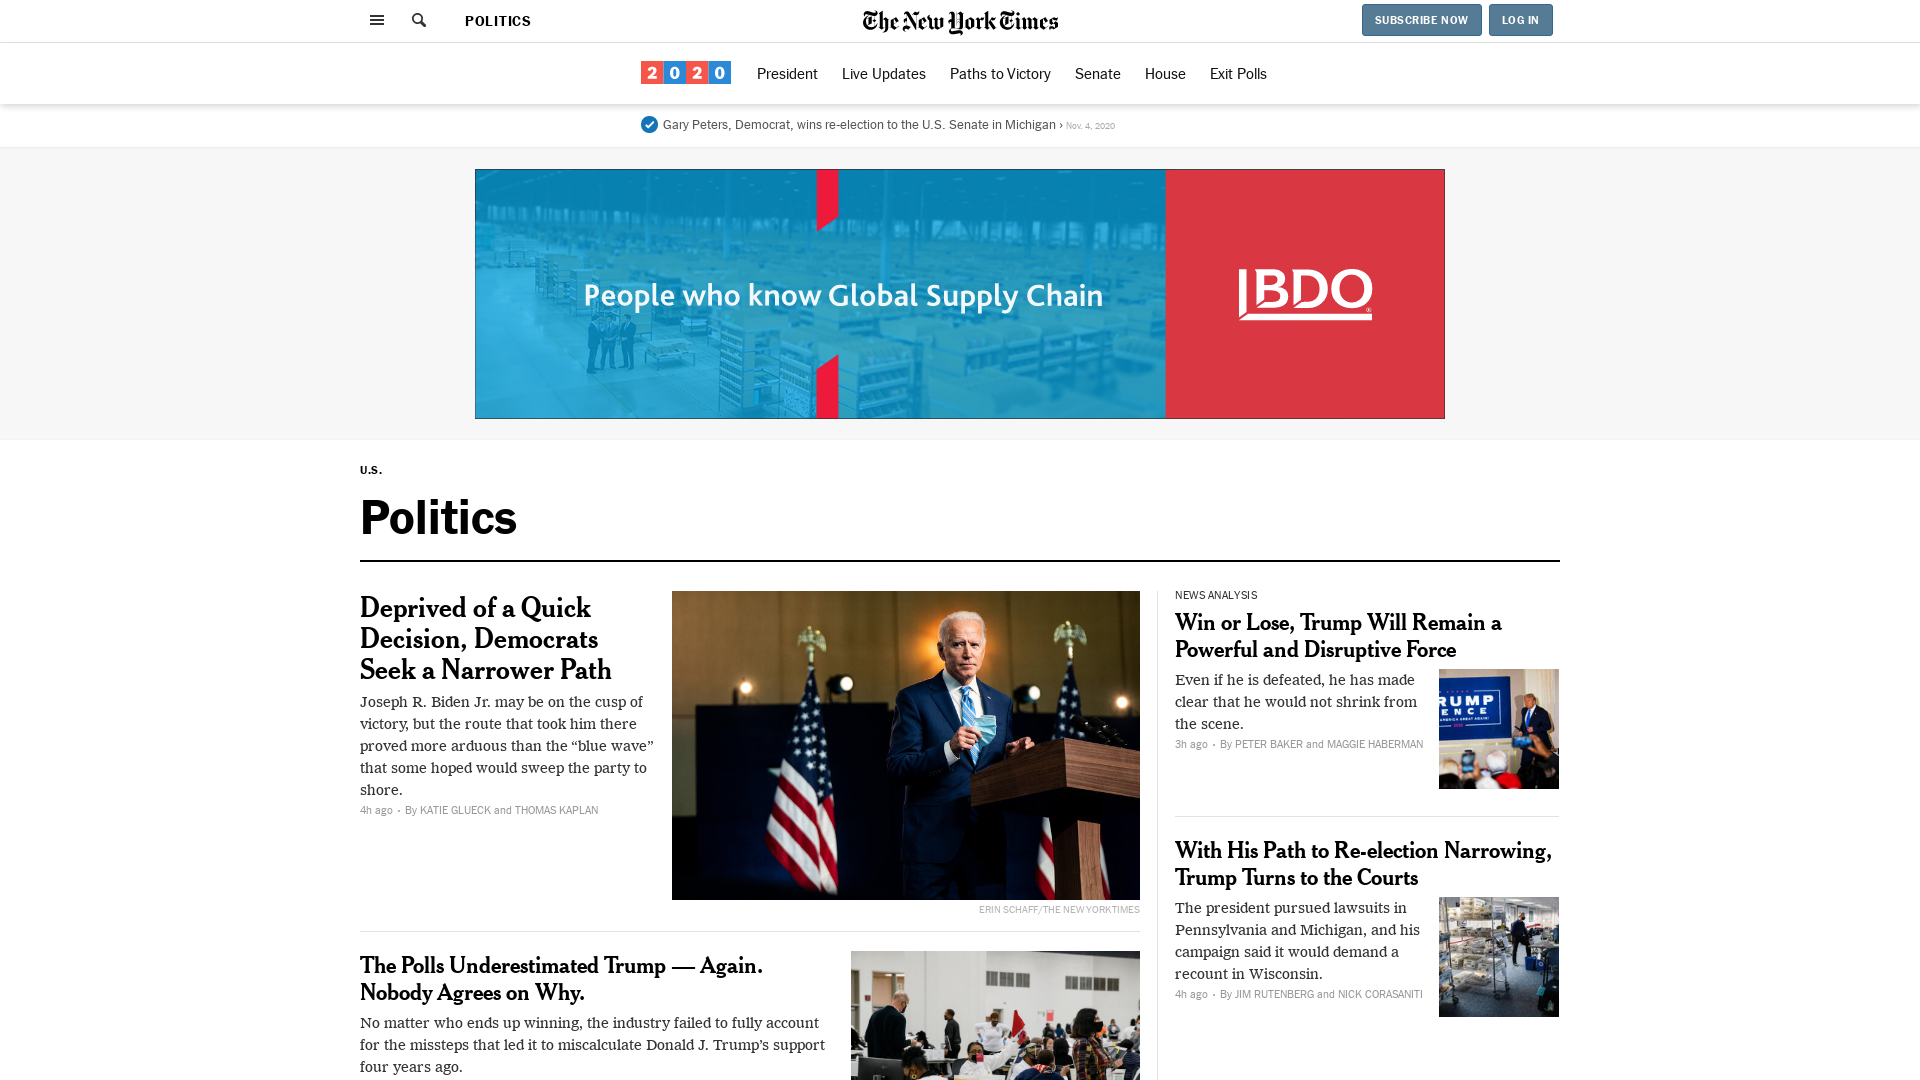 POLITICS
The New York Times
SUBSCRIBE NOW
LOG IN
2020
President
Live Updates
Paths to Victory
Senate
House
Exit Polls
Gary Peters, Democrat, wins re-election to the U.S. Senate in Michigan › Nov. 4, 2020
People who know Global Supply Chain
BDO
U.S.
Politics
Deprived of a Quick
Decision, Democrats
Seek a Narrower Path
Joseph R. Biden Jr. may be on the cusp of
victory, but the route that took him there
proved more arduous than the “blue wave”
that some hoped would sweep the party to
shore.
4h ago • By KATIE GLUECK and THOMAS KAPLAN
ERIN SCHAFF/THE NEW YORK TIMES
The Polls Underestimated Trump — Again.
Nobody Agrees on Why.
No matter who ends up winning, the industry failed to fully account
for the missteps that led it to miscalculate Donald J. Trump’s support
four years ago.
NEWS ANALYSIS
Win or Lose, Trump Will Remain a
Powerful and Disruptive Force
Even if he is defeated, he has made
clear that he would not shrink from
the scene.
3h ago • By PETER BAKER and MAGGIE HABERMAN
RUMP
ENCE
With His Path to Re-election Narrowing,
Trump Turns to the Courts
The president pursued lawsuits in
Pennsylvania and Michigan, and his
campaign said it would demand a
recount in Wisconsin.
4h ago • By JIM RUTENBERG and NICK CORASANITI